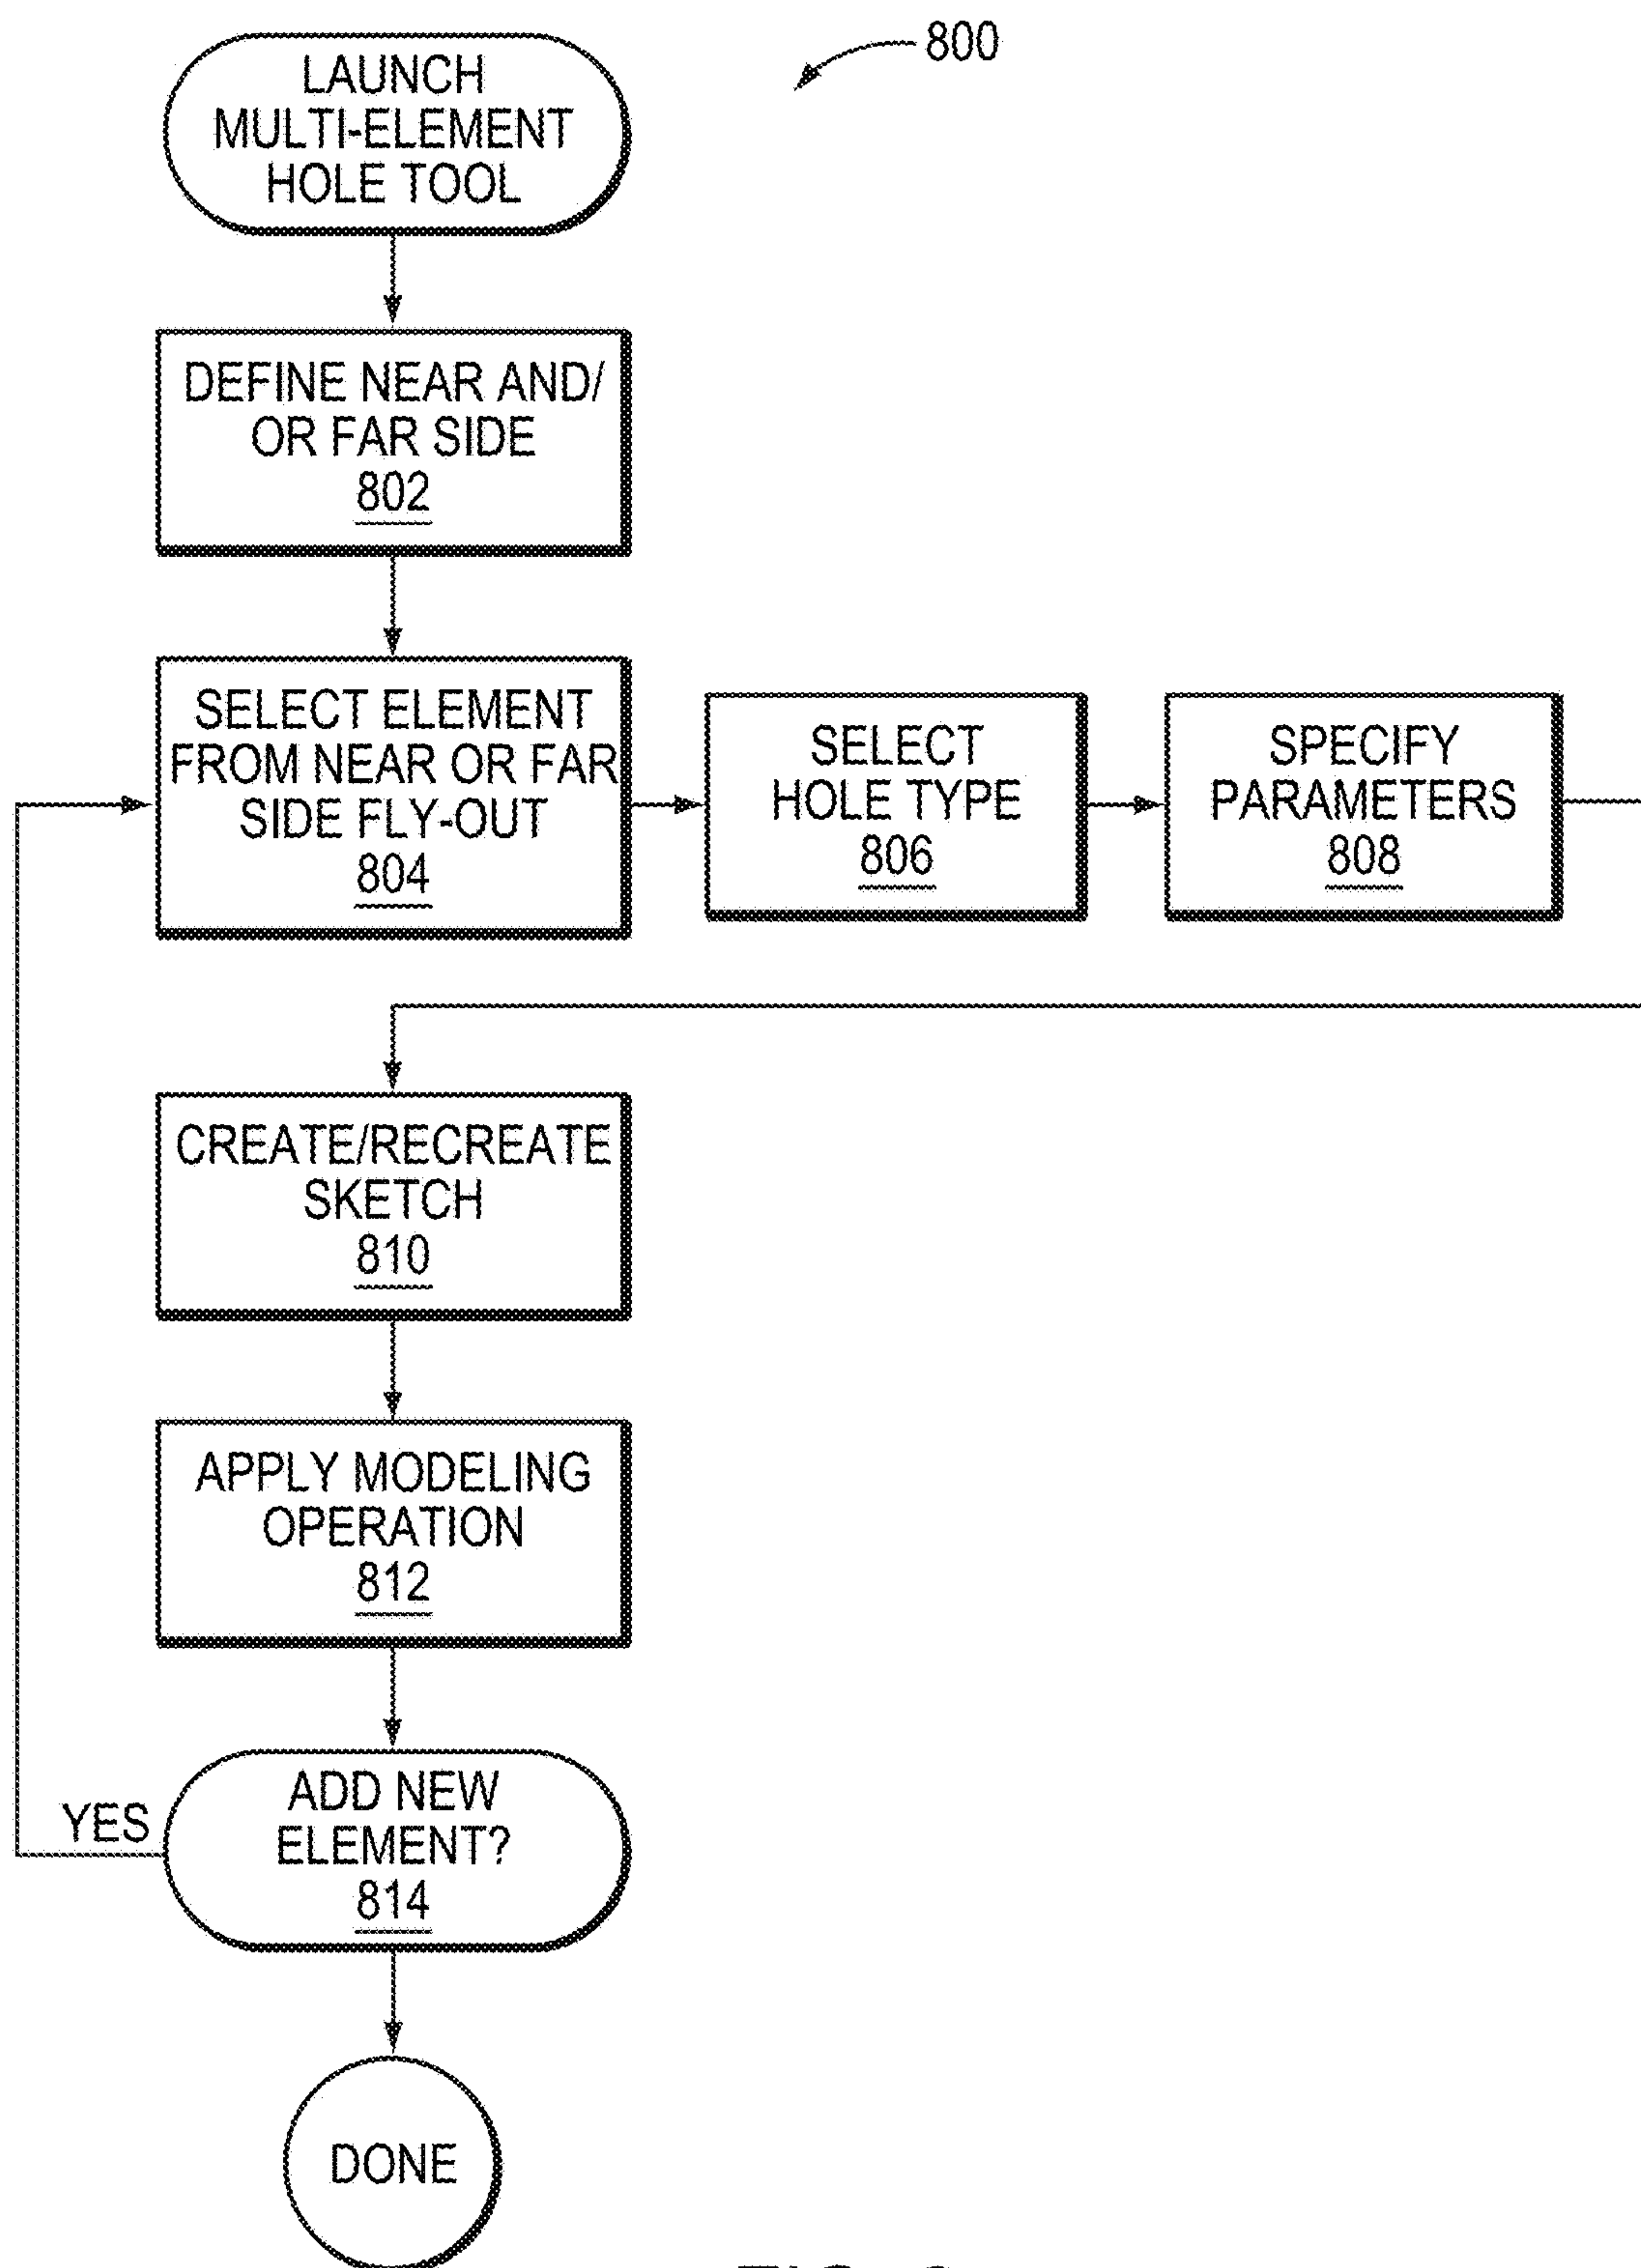 800
LAUNCH
MULTI-ELEMENT
HOLE TOOL
DEFINE NEAR AND/
OR FAR SIDE
802
SELECT ELEMENT
FROM NEAR OR FAR
SIDE FLY-OUT
804
SELECT
HOLE TYPE
806
SPECIFY
PARAMETERS
808
CREATE/RECREATE
SKETCH
810
APPLY MODELING
OPERATION
812
ADD NEW
ELEMENT?
814
YES
DONE